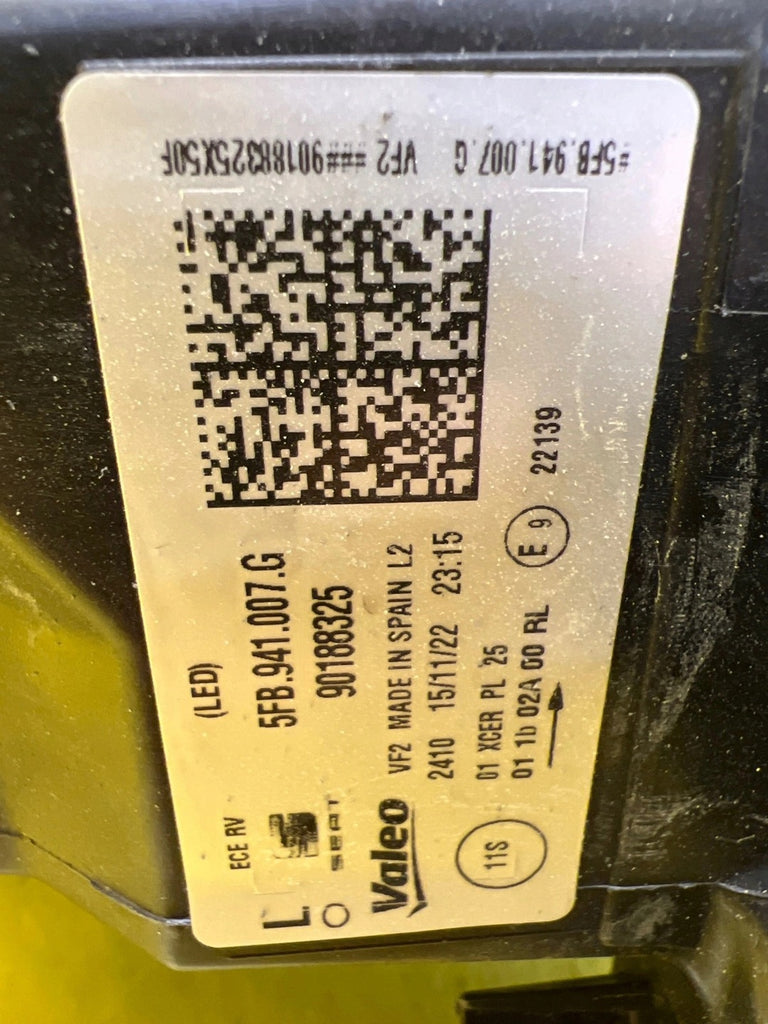 #5FB.941.007.G VF2 ###90188325X50F
L ECE RV (LED)
SEAT 5FB.941.007.G
90188325
Valeo VF2 MADE IN SPAIN L2
2410 15/11/22 23:15
11S 01 XCER PL 25
01 1b 02A 00 RL E 9 22139